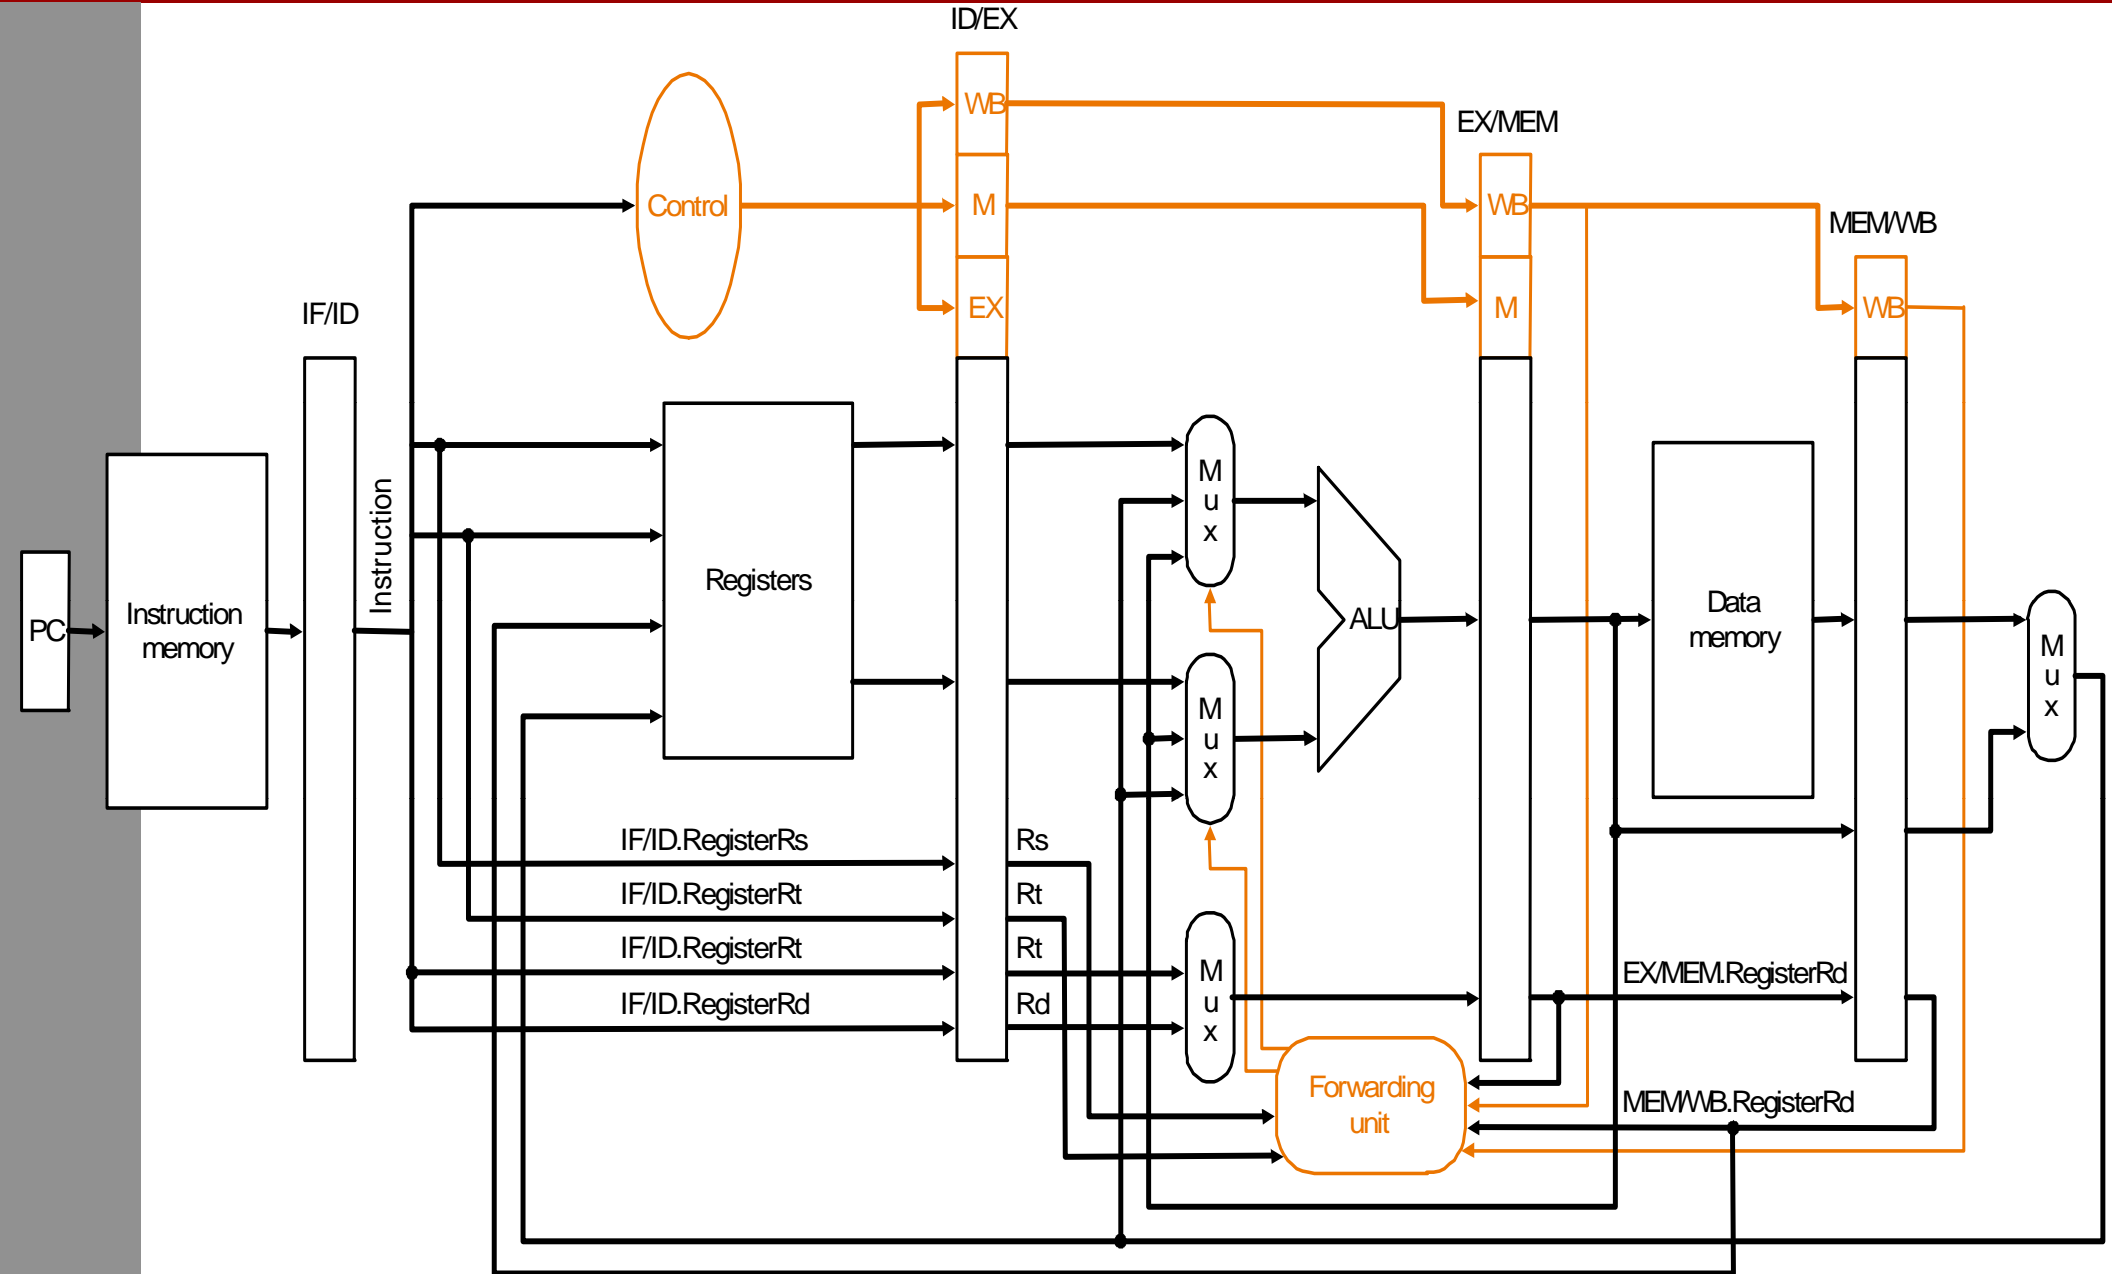 ID/EX
WB
EX/MEM
Control
M
WB
MEM/WB
IF/ID
EX
M
WB
Instruction
PC
Instruction
memory
Registers
M
u
x
ALU
Data
memory
M
u
x
M
u
x
IF/ID.RegisterRs
Rs
IF/ID.RegisterRt
Rt
IF/ID.RegisterRt
Rt
IF/ID.RegisterRd
Rd
M
u
x
EX/MEM.RegisterRd
Forwarding
unit
MEM/WB.RegisterRd